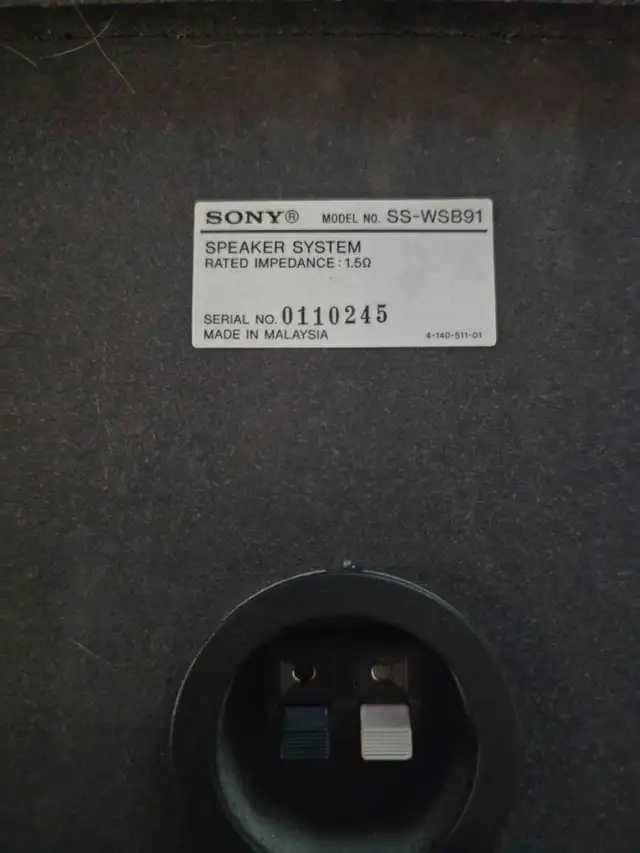 SONY® MODEL NO. SS-WSB91
SPEAKER SYSTEM
RATED IMPEDANCE: 1.5Ω
SERIAL NO. 0110245
MADE IN MALAYSIA 4-140-511-01